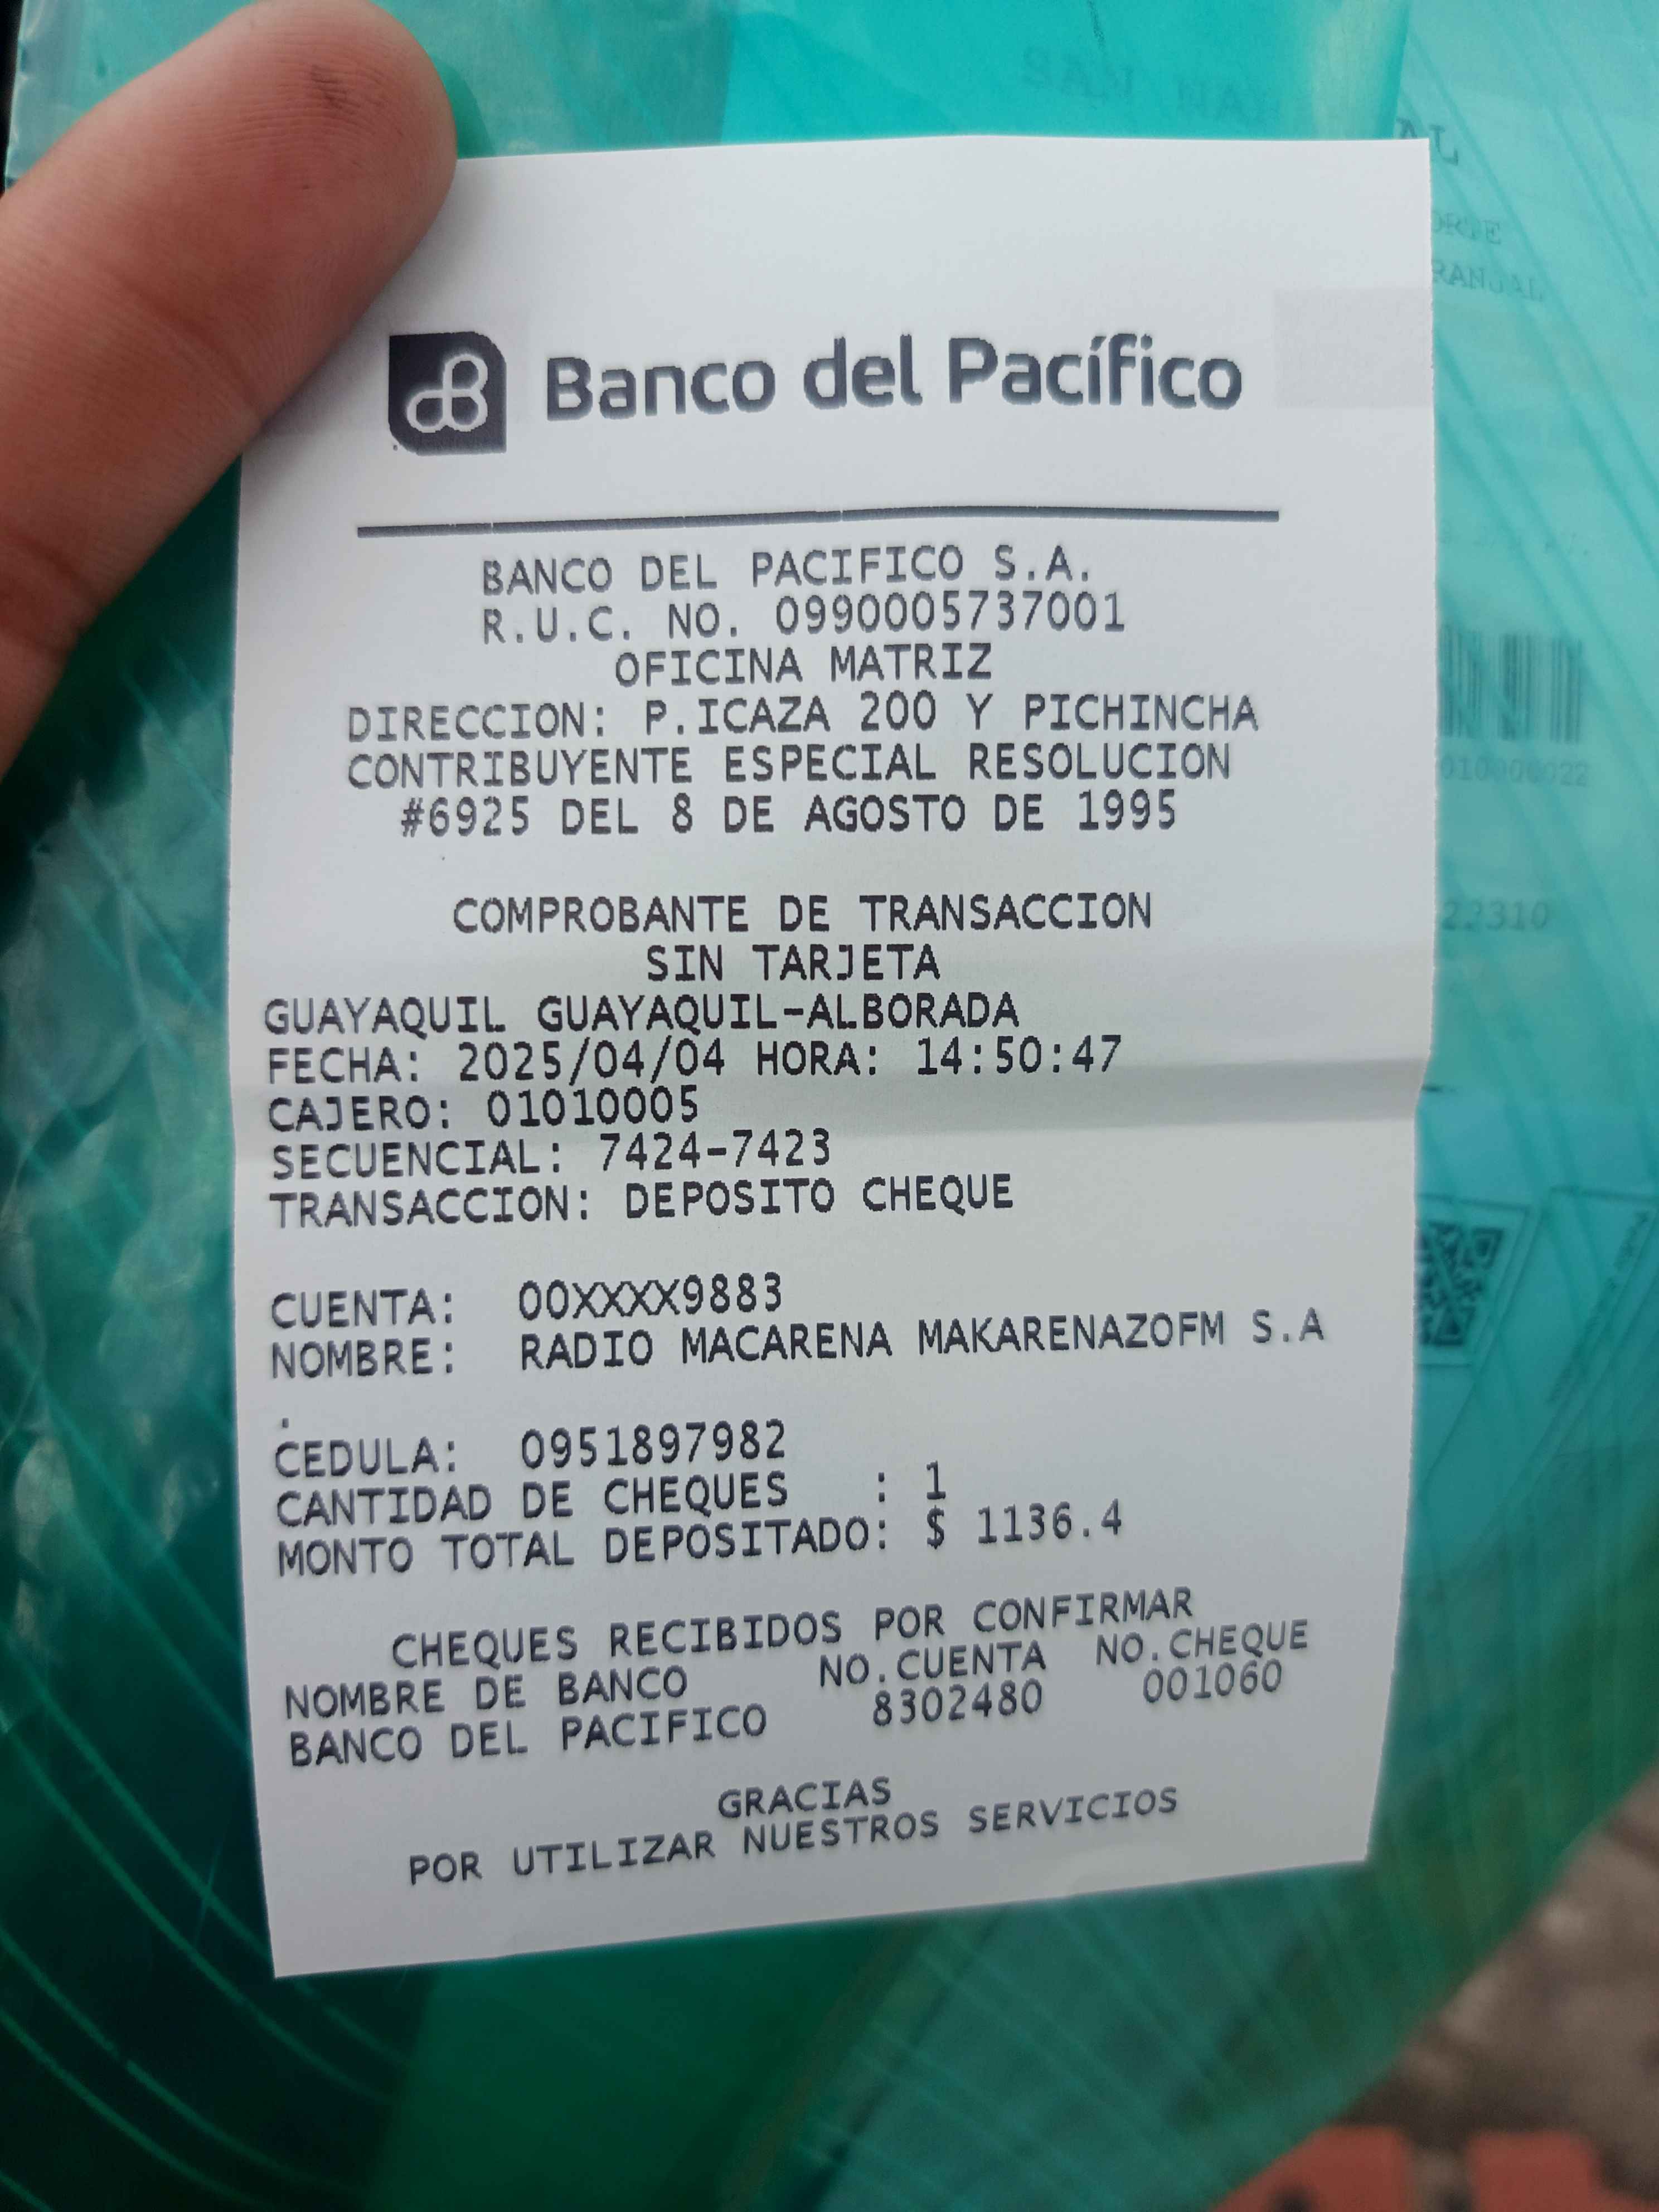 Banco del Pacífico
BANCO DEL PACIFICO S.A.
R.U.C. NO. 0990005737001
OFICINA MATRIZ
DIRECCION: P.ICAZA 200 Y PICHINCHA
CONTRIBUYENTE ESPECIAL RESOLUCION
#6925 DEL 8 DE AGOSTO DE 1995
COMPROBANTE DE TRANSACCION
SIN TARJETA
GUAYAQUIL GUAYAQUIL-ALBORADA
FECHA: 2025/04/04 HORA: 14:50:47
CAJERO: 01010005
SECUENCIAL: 7424-7423
TRANSACCION: DEPOSITO CHEQUE
CUENTA: 00XXXX9883
NOMBRE: RADIO MACARENA MAKARENAZOFM S.A
.
CEDULA: 0951897982
CANTIDAD DE CHEQUES : 1
MONTO TOTAL DEPOSITADO: $ 1136.4
CHEQUES RECIBIDOS POR CONFIRMAR
NOMBRE DE BANCO NO.CUENTA NO.CHEQUE
BANCO DEL PACIFICO 8302480 001060
GRACIAS
POR UTILIZAR NUESTROS SERVICIOS
22310